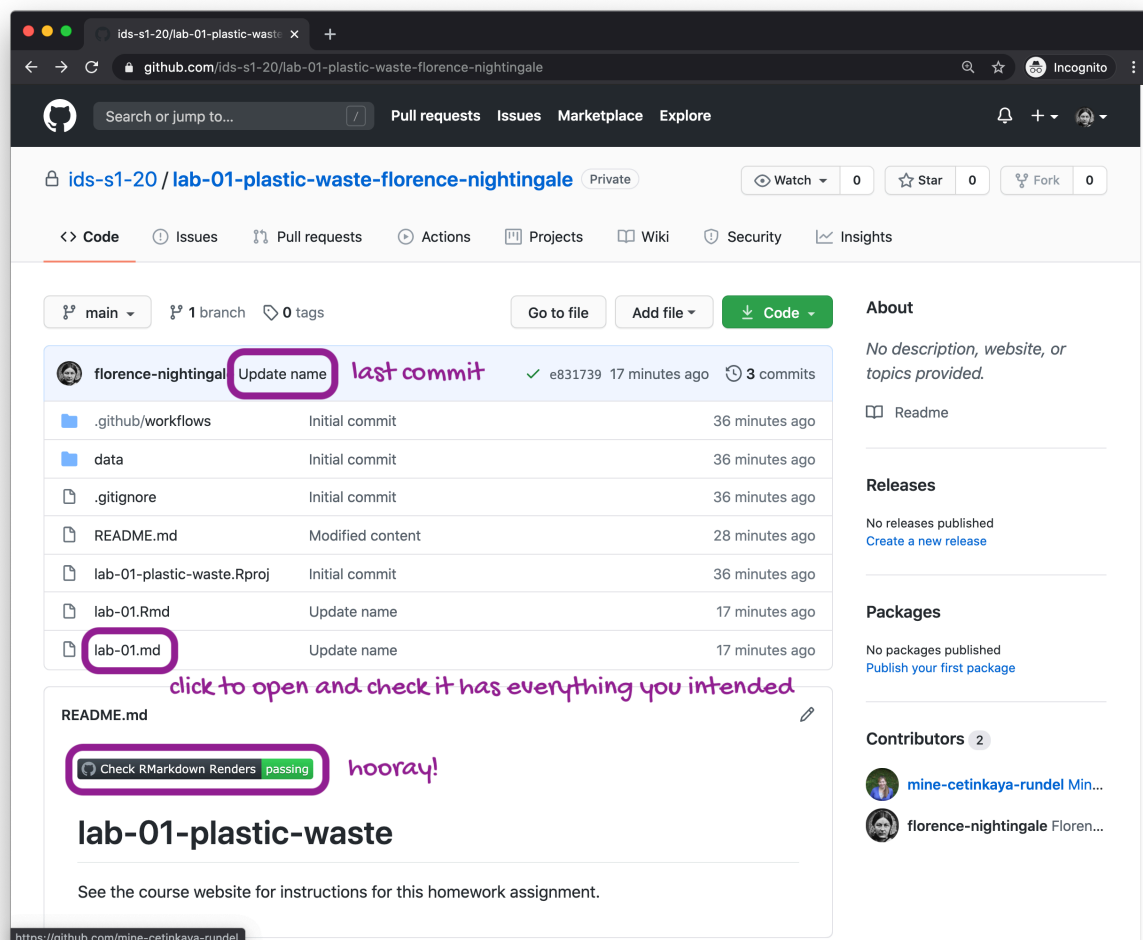 ids-s1-20/lab-01-plastic-waste
github.com/ids-s1-20/lab-01-plastic-waste-florence-nightingale
Incognito
Search or jump to... /
Pull requests Issues Marketplace Explore
ids-s1-20 / lab-01-plastic-waste-florence-nightingale Private
Watch 0 Star 0 Fork 0
<> Code Issues Pull requests Actions Projects Wiki Security Insights
main 1 branch 0 tags Go to file Add file Code
florence-nightingal Update name last commit e831739 17 minutes ago 3 commits
.github/workflows Initial commit 36 minutes ago
data Initial commit 36 minutes ago
.gitignore Initial commit 36 minutes ago
README.md Modified content 28 minutes ago
lab-01-plastic-waste.Rproj Initial commit 36 minutes ago
lab-01.Rmd Update name 17 minutes ago
lab-01.md Update name 17 minutes ago
click to open and check it has everything you intended
README.md
Check RMarkdown Renders passing hooray!
lab-01-plastic-waste
See the course website for instructions for this homework assignment.
About
No description, website, or
topics provided.
Readme
Releases
No releases published
Create a new release
Packages
No packages published
Publish your first package
Contributors 2
mine-cetinkaya-rundel Min...
florence-nightingale Floren...
https://github.com/mine-cetinkaya-rundel